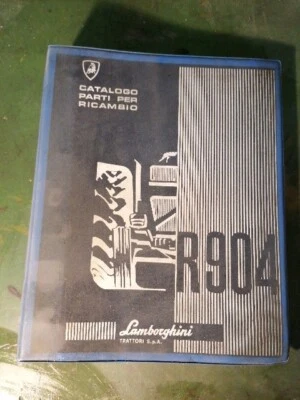 CATALOGO
PARTI PER
RICAMBIO
R904
Lamborghini
TRATTORI S.p.A.